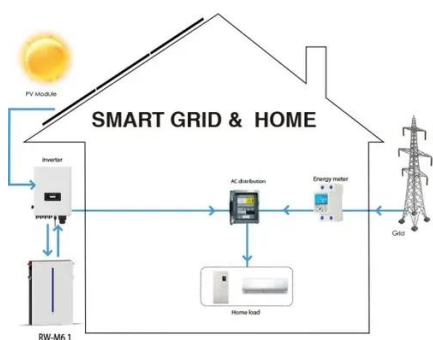 PV Module
SMART GRID & HOME
Inverter
AC distribution
Energy meter
Grid
Home load
RW-M6.1